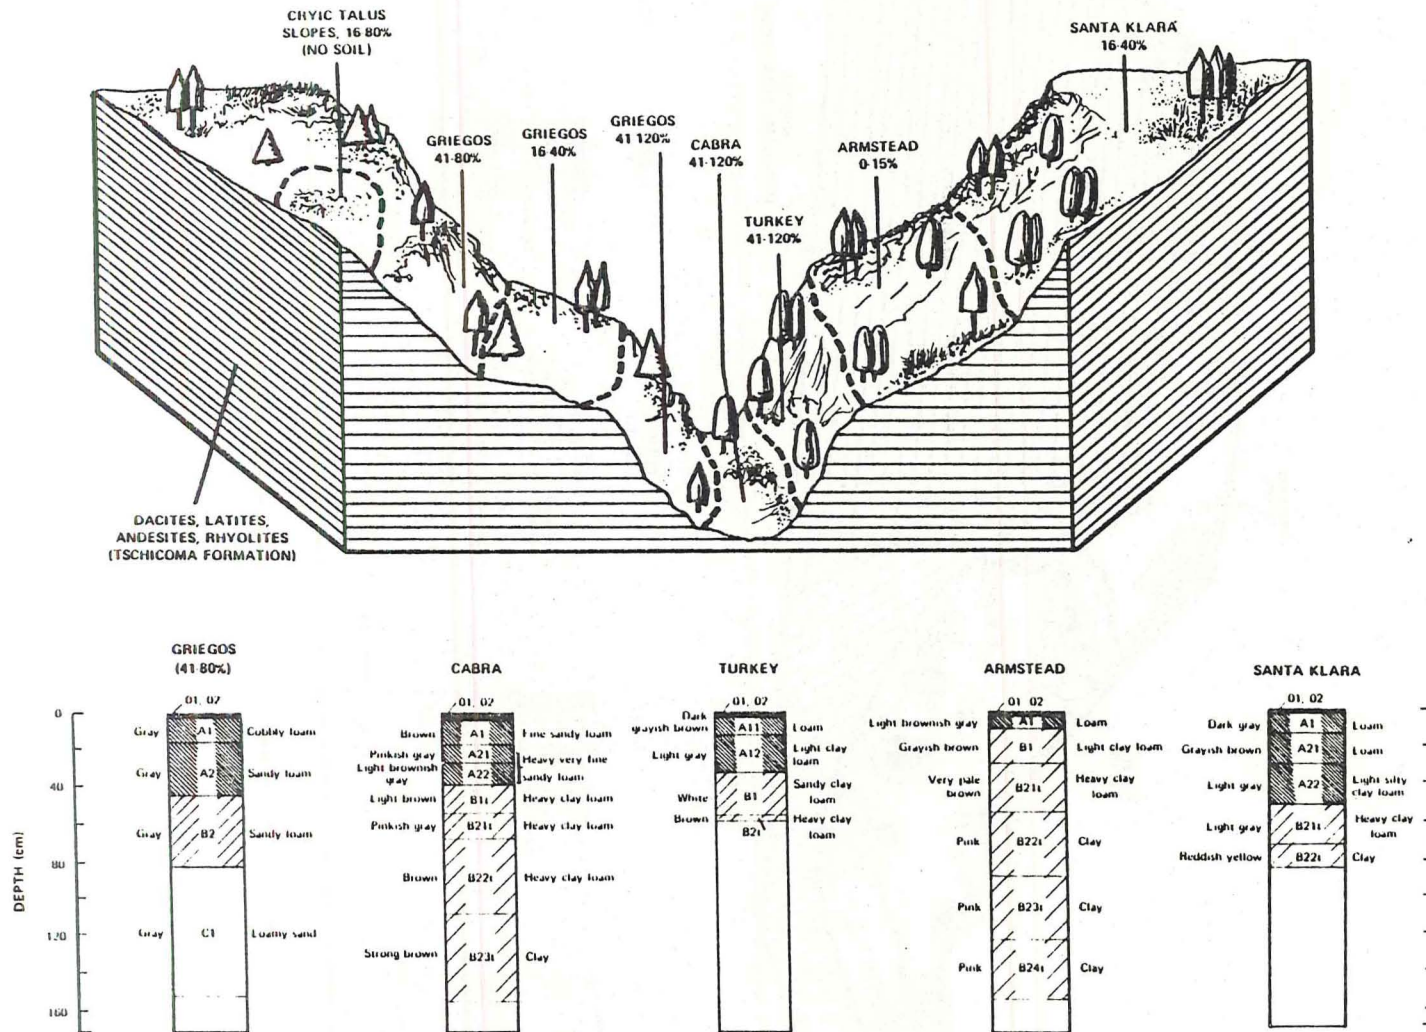 CRYIC TALUS
SLOPES, 16-80%
(NO SOIL)
SANTA KLARA
16-40%
GRIEGOS
41-80%
GRIEGOS
16-40%
GRIEGOS
41-120%
CABRA
41-120%
ARMSTEAD
0-15%
TURKEY
41-120%
DACITES, LATITES,
ANDESITES, RHYOLITES
(TSCHICOMA FORMATION)
GRIEGOS
(41-80%)
DEPTH (cm)
0
40
80
120
160
01, 02
Gray A1 Cobbly loam
Gray A2 Sandy loam
Gray B2 Sandy loam
Gray C1 Loamy sand
CABRA
01, 02
Brown A1 Fine sandy loam
Pinkish gray A21 Heavy very fine
Light brownish A22 sandy loam
gray
Light brown B1t Heavy clay loam
Pinkish gray B21t Heavy clay loam
Brown B22t Heavy clay loam
Strong brown B23t Clay
TURKEY
01, 02
Dark
grayish brown A11 Loam
Light gray A12 Light clay
loam
White B1 Sandy clay
loam
Brown B2t Heavy clay
loam
ARMSTEAD
01, 02
Light brownish gray A1 Loam
Grayish brown B1 Light clay loam
Very pale B21t Heavy clay
brown loam
Pink B22t Clay
Pink B23t Clay
Pink B24t Clay
SANTA KLARA
01, 02
Dark gray A1 Loam
Grayish brown A21 Loam
Light gray A22 Light silty
clay loam
Light gray B21t Heavy clay
loam
Reddish yellow B22t Clay